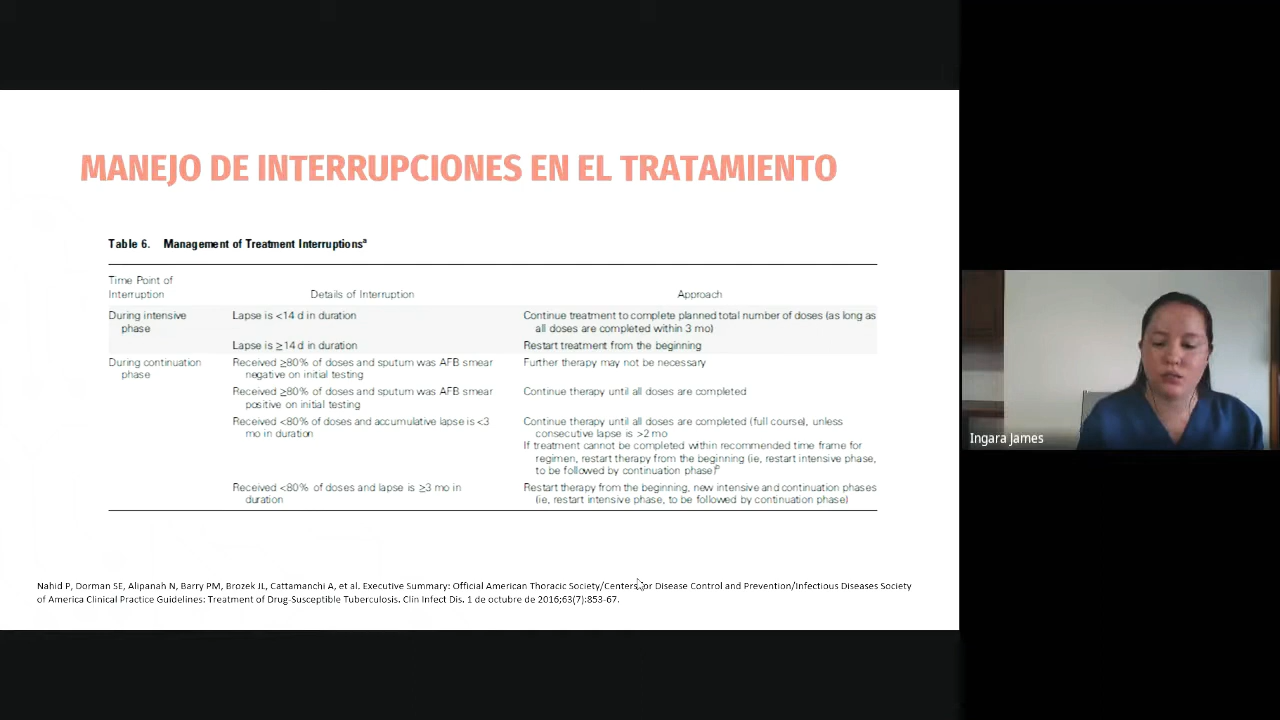 MANEJO DE INTERRUPCIONES EN EL TRATAMIENTO
Table 6. Management of Treatment Interruptionsª
Time Point of
Interruption
Details of Interruption
Approach
During intensive
phase
Lapse is <14 d in duration
Continue treatment to complete planned total number of doses (as long as
all doses are completed within 3 mo)
Lapse is ≥14 d in duration
Restart treatment from the beginning
During continuation
phase
Received ≥80% of doses and sputum was AFB smear
negative on initial testing
Further therapy may not be necessary
Received ≥80% of doses and sputum was AFB smear
positive on initial testing
Continue therapy until all doses are completed
Received <80% of doses and accumulative lapse is <3
mo in duration
Continue therapy until all doses are completed (full course), unless
consecutive lapse is >2 mo
If treatment cannot be completed within recommended time frame for
regimen, restart therapy from the beginning (ie, restart intensive phase,
to be followed by continuation phase)ᵇ
Received <80% of doses and lapse is ≥3 mo in
duration
Restart therapy from the beginning, new intensive and continuation phases
(ie, restart intensive phase, to be followed by continuation phase)
Nahid P, Dorman SE, Alipanah N, Barry PM, Brozek JL, Cattamanchi A, et al. Executive Summary: Official American Thoracic Society/Centers for Disease Control and Prevention/Infectious Diseases Society
of America Clinical Practice Guidelines: Treatment of Drug-Susceptible Tuberculosis. Clin Infect Dis. 1 de octubre de 2016;63(7):853-67.
Ingara James